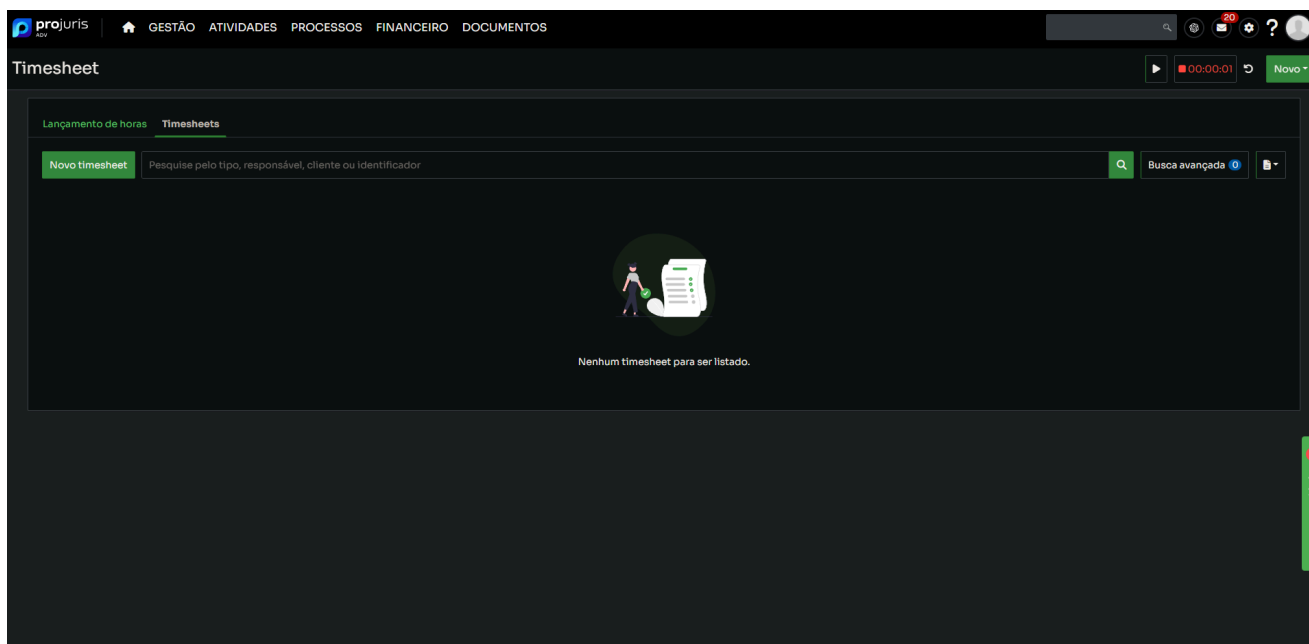 projuris
ADV
GESTÃO ATIVIDADES PROCESSOS FINANCEIRO DOCUMENTOS
20
?
Timesheet
00:00:01
Novo
Lançamento de horas Timesheets
Novo timesheet
Pesquise pelo tipo, responsável, cliente ou identificador
Busca avançada 0
Nenhum timesheet para ser listado.